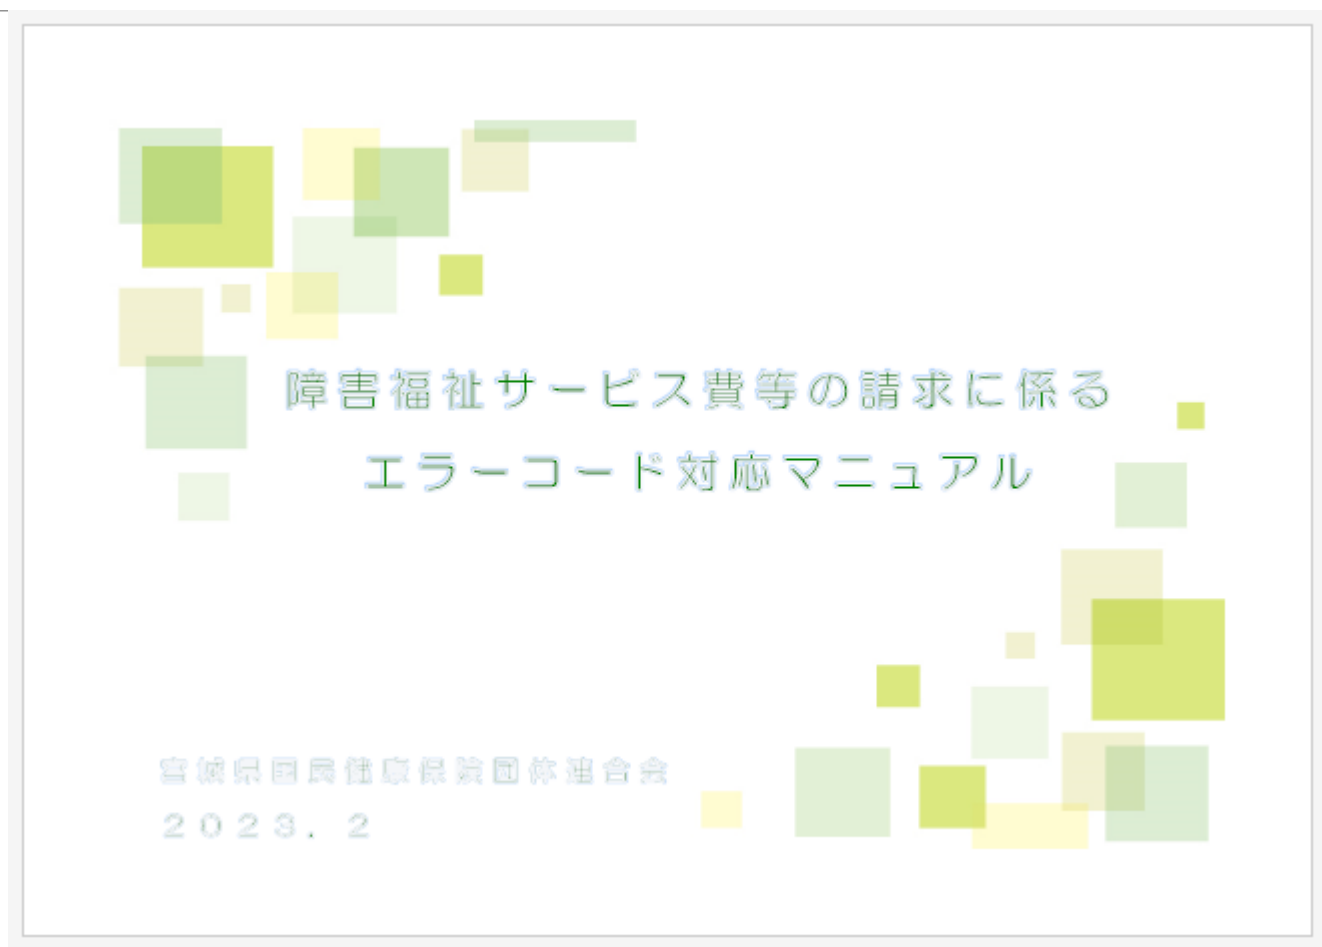 障害福祉サービス費等の請求に係る
エラーコード対応マニュアル
宮城県国民健康保険団体連合会
２０２３．２